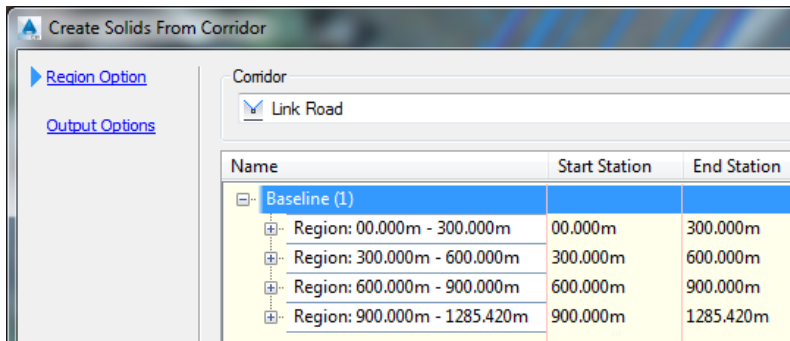 Create Solids From Corridor
Region Option
Output Options
Corridor
Link Road
Name Start Station End Station
Baseline (1)
Region: 00.000m - 300.000m 00.000m 300.000m
Region: 300.000m - 600.000m 300.000m 600.000m
Region: 600.000m - 900.000m 600.000m 900.000m
Region: 900.000m - 1285.420m 900.000m 1285.420m